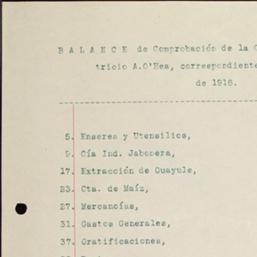 BALANCE de Comprobación de la
tricio A.O'Hea, correspondiente
de 1916.
5. Enseres y Utensilios,
9. Cía Ind. Jabonera,
17. Extracción de Guayule,
23. Cta. de Maíz,
27. Mercancías,
31. Gastos Generales,
37. Gratificaciones,